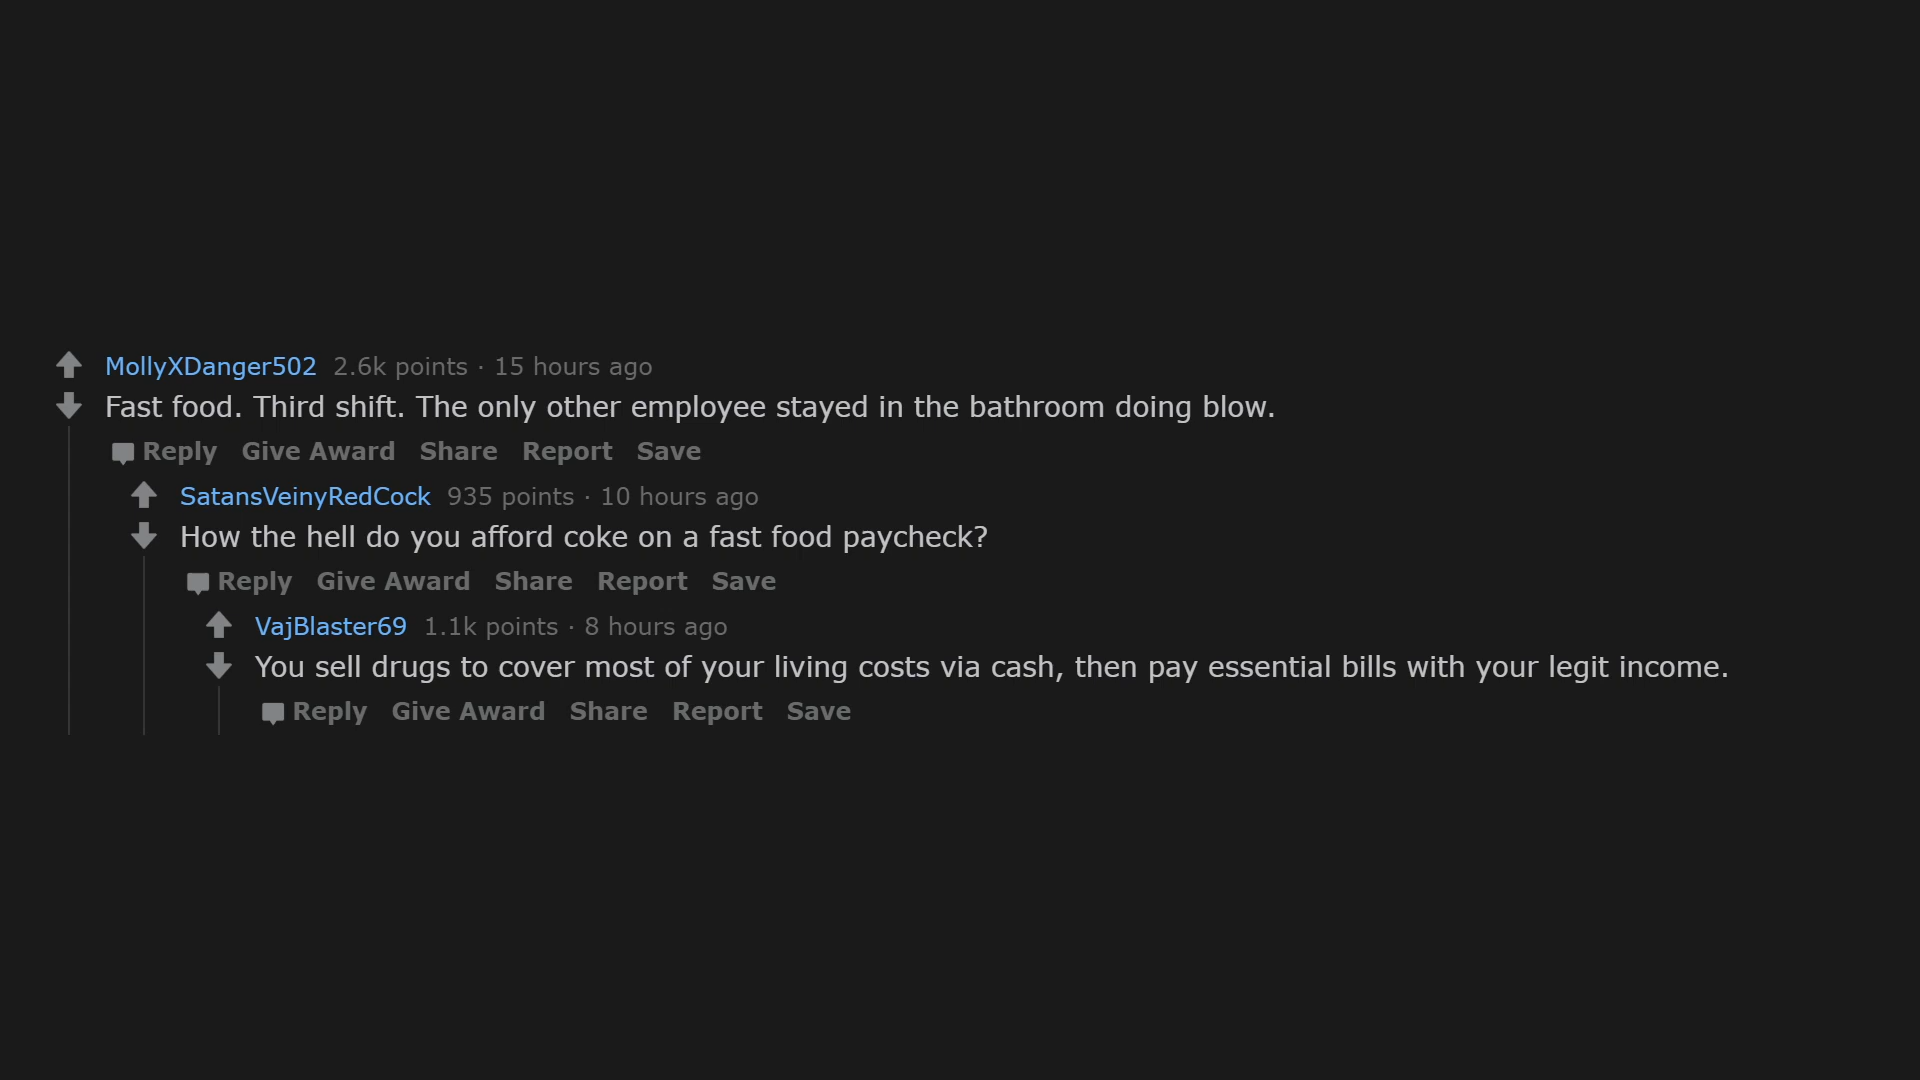 MollyXDanger502 2.6k points · 15 hours ago
Fast food. Third shift. The only other employee stayed in the bathroom doing blow.
Reply Give Award Share Report Save
SatansVeinyRedCock 935 points · 10 hours ago
How the hell do you afford coke on a fast food paycheck?
Reply Give Award Share Report Save
VajBlaster69 1.1k points · 8 hours ago
You sell drugs to cover most of your living costs via cash, then pay essential bills with your legit income.
Reply Give Award Share Report Save